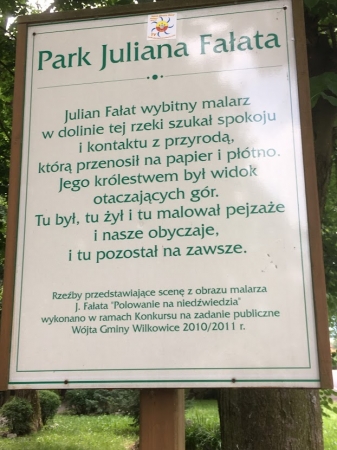 Park Juliana Fałata
Julian Fałat wybitny malarz
w dolinie tej rzeki szukał spokoju
i kontaktu z przyrodą,
którą przenosił na papier i płótno.
Jego królestwem był widok
otaczających gór.
Tu był, tu żył i tu malował pejzaże
i nasze obyczaje,
i tu pozostał na zawsze.
Rzeźby przedstawiające scenę z obrazu malarza
J. Fałata "Polowanie na niedźwiedzia"
wykonano w ramach Konkursu na zadanie publiczne
Wójta Gminy Wilkowice 2010/2011 r.